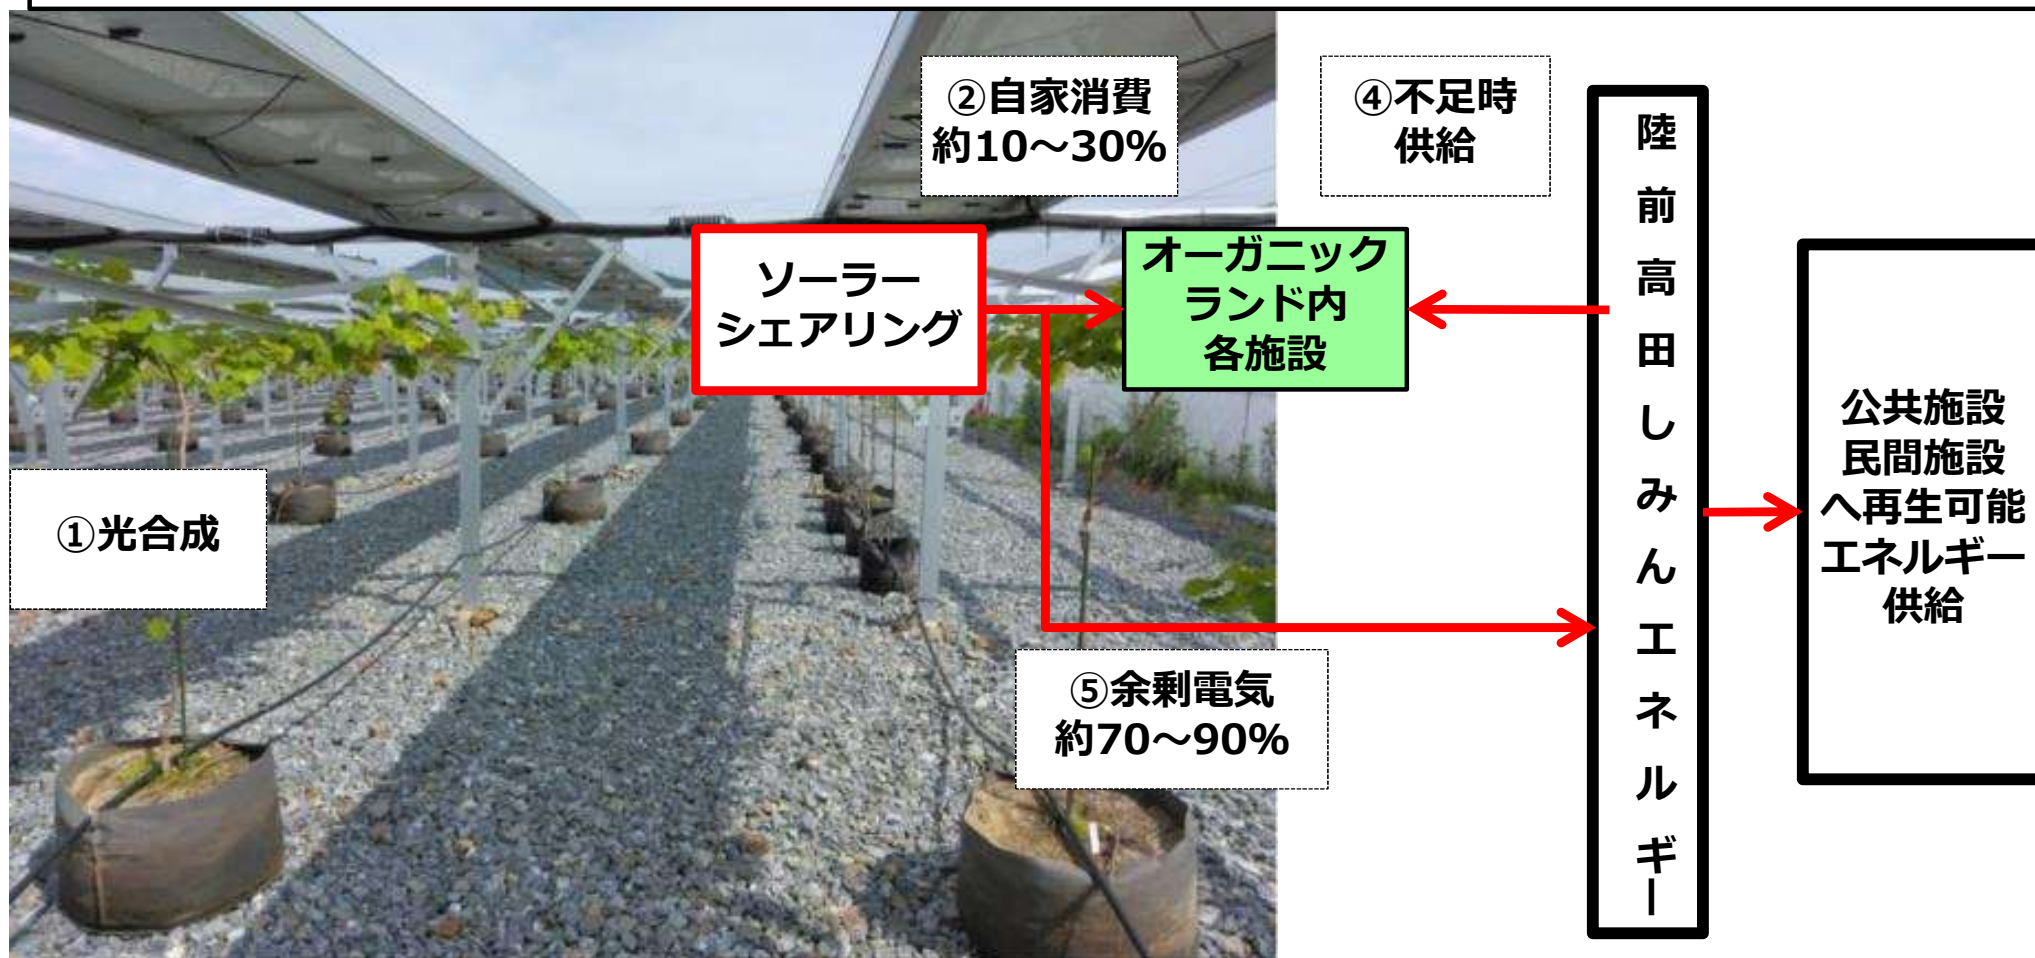 ②自家消費
約10～30%
④不足時
供給
ソーラー
シェアリング
オーガニック
ランド内
各施設
陸前高田しみんエネルギー
公共施設
民間施設
へ再生可能
エネルギー
供給
①光合成
⑤余剰電気
約70～90%